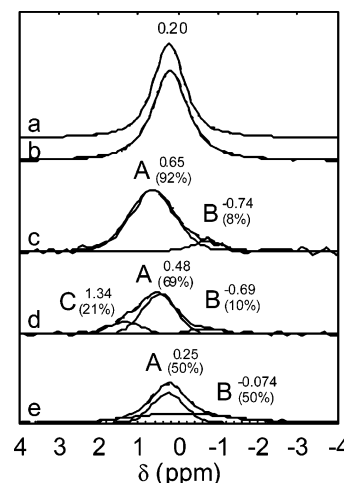 0.20
a
b
A 0.65 (92%)
B -0.74 (8%)
c
A 0.48 (69%)
C 1.34 (21%)
B -0.69 (10%)
d
A 0.25 (50%)
B -0.074 (50%)
e
4 3 2 1 0 -1 -2 -3 -4
δ (ppm)